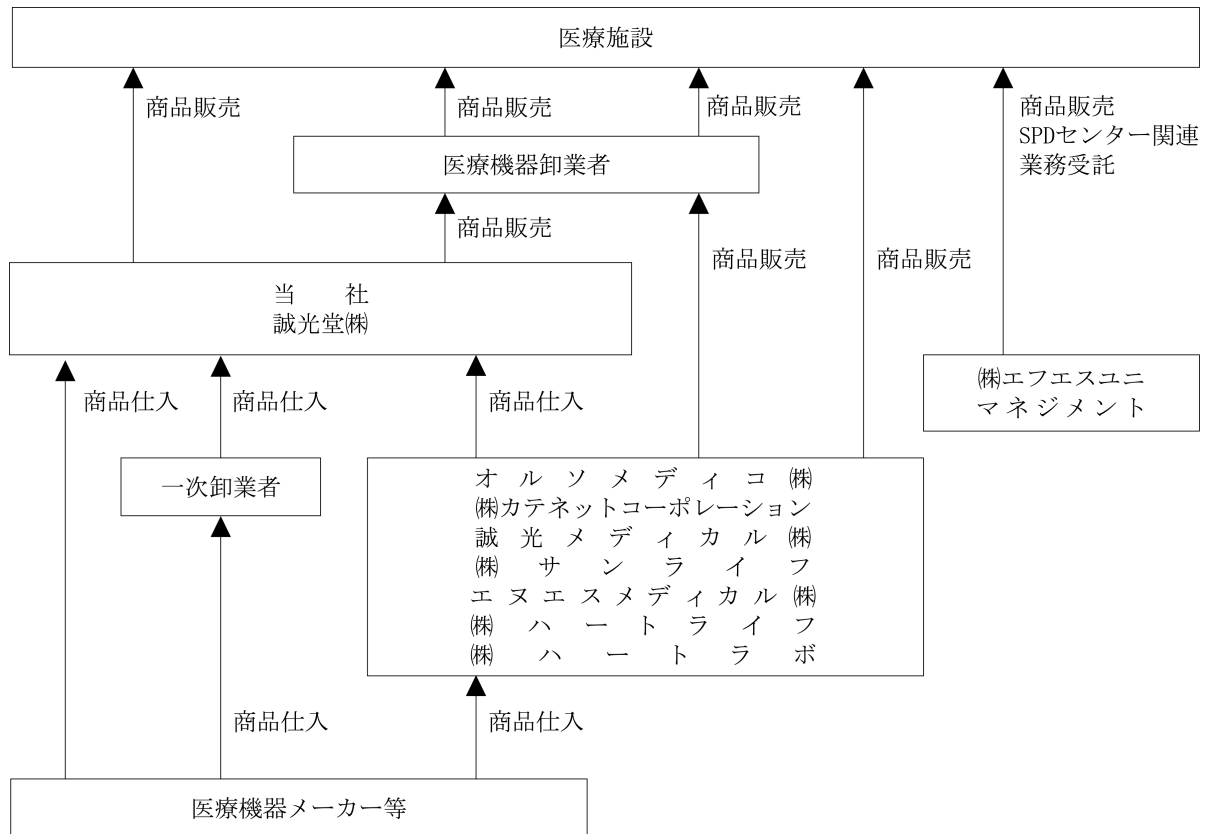 医療施設
商品販売
商品販売
商品販売
商品販売
SPDセンター関連
業務受託
医療機器卸業者
商品販売
商品販売
商品販売
当　　社
誠光堂㈱
㈱エフエスユニ
マネジメント
商品仕入
商品仕入
商品仕入
一次卸業者
オルソメディコ㈱
㈱カテネットコーポレーション
誠光メディカル㈱
㈱サンライフ
エヌエスメディカル㈱
㈱ハートライフ
㈱ハートラボ
商品仕入
商品仕入
医療機器メーカー等